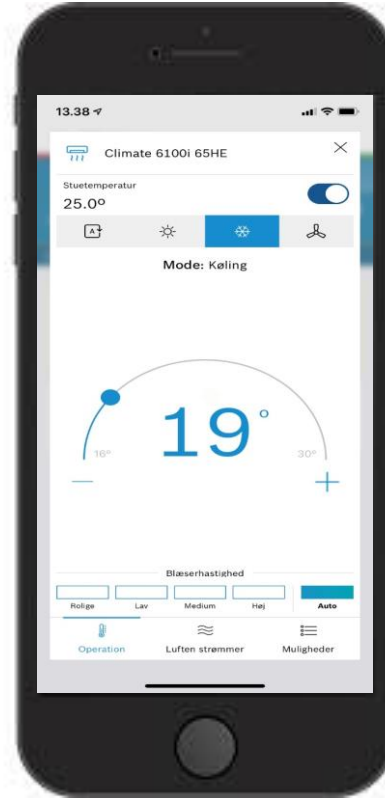 13.38
Climate 6100i 65HE
Stuetemperatur
25.0°
A
Mode: Køling
19°
16° 30°
Blæserhastighed
Rolige Lav Medium Høj Auto
Operation Luften strømmer Muligheder